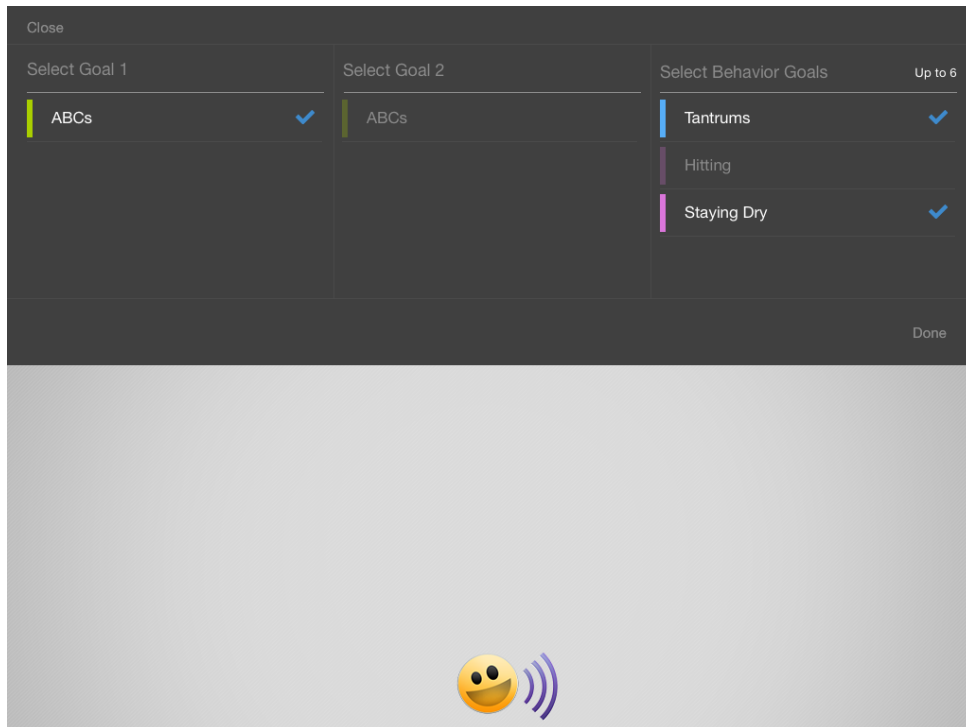 Close
Select Goal 1
ABCs
Select Goal 2
ABCs
Select Behavior Goals Up to 6
Tantrums
Hitting
Staying Dry
Done